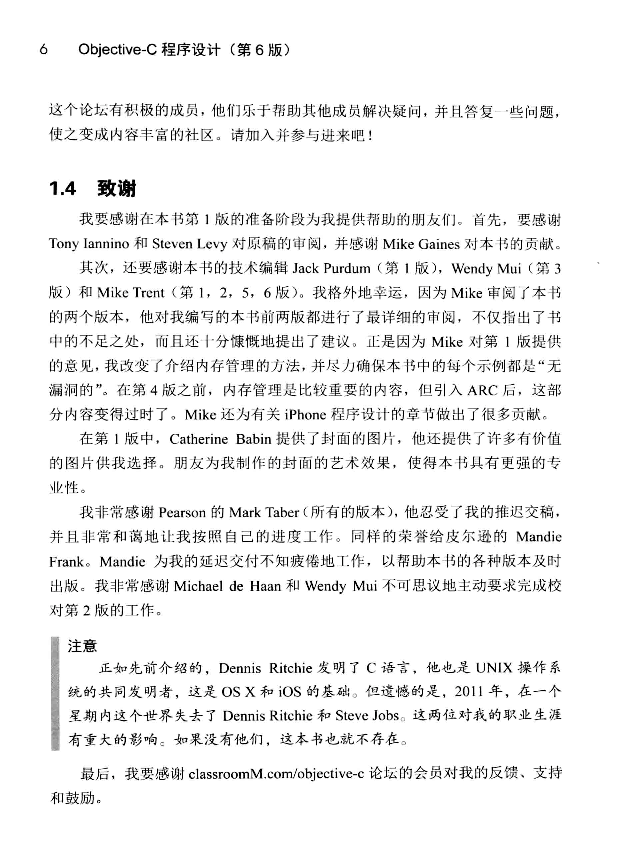 6 Objective-C 程序设计（第 6 版）
这个论坛有积极的成员，他们乐于帮助其他成员解决疑问，并且答复一些问题，
使之变成内容丰富的社区。请加入并参与进来吧！
1.4 致谢
我要感谢在本书第 1 版的准备阶段为我提供帮助的朋友们。首先，要感谢
Tony Iannino 和 Steven Levy 对原稿的审阅，并感谢 Mike Gaines 对本书的贡献。
其次，还要感谢本书的技术编辑 Jack Purdum（第 1 版），Wendy Mui（第 3
版）和 Mike Trent（第 1，2，5，6 版）。我格外地幸运，因为 Mike 审阅了本书
的两个版本，他对我编写的本书前两版都进行了最详细的审阅，不仅指出了书
中的不足之处，而且还十分慷慨地提出了建议。正是因为 Mike 对第 1 版提供
的意见，我改变了介绍内存管理的方法，并尽力确保本书中的每个示例都是“无
漏洞的”。在第 4 版之前，内存管理是比较重要的内容，但引入 ARC 后，这部
分内容变得过时了。Mike 还为有关 iPhone 程序设计的章节做出了很多贡献。
在第 1 版中，Catherine Babin 提供了封面的图片，他还提供了许多有价值
的图片供我选择。朋友为我制作的封面的艺术效果，使得本书具有更强的专
业性。
我非常感谢 Pearson 的 Mark Taber（所有的版本），他忍受了我的推迟交稿，
并且非常和蔼地让我按照自己的进度工作。同样的荣誉给皮尔逊的 Mandie
Frank。Mandie 为我的延迟交付不知疲倦地工作，以帮助本书的各种版本及时
出版。我非常感谢 Michael de Haan 和 Wendy Mui 不可思议地主动要求完成校
对第 2 版的工作。
注意
正如先前介绍的，Dennis Ritchie 发明了 C 语言，他也是 UNIX 操作系
统的共同发明者，这是 OS X 和 iOS 的基础。但遗憾的是，2011 年，在一个
星期内这个世界失去了 Dennis Ritchie 和 Steve Jobs。这两位对我的职业生涯
有重大的影响。如果没有他们，这本书也就不存在。
最后，我要感谢 classroomM.com/objective-c 论坛的会员对我的反馈、支持
和鼓励。